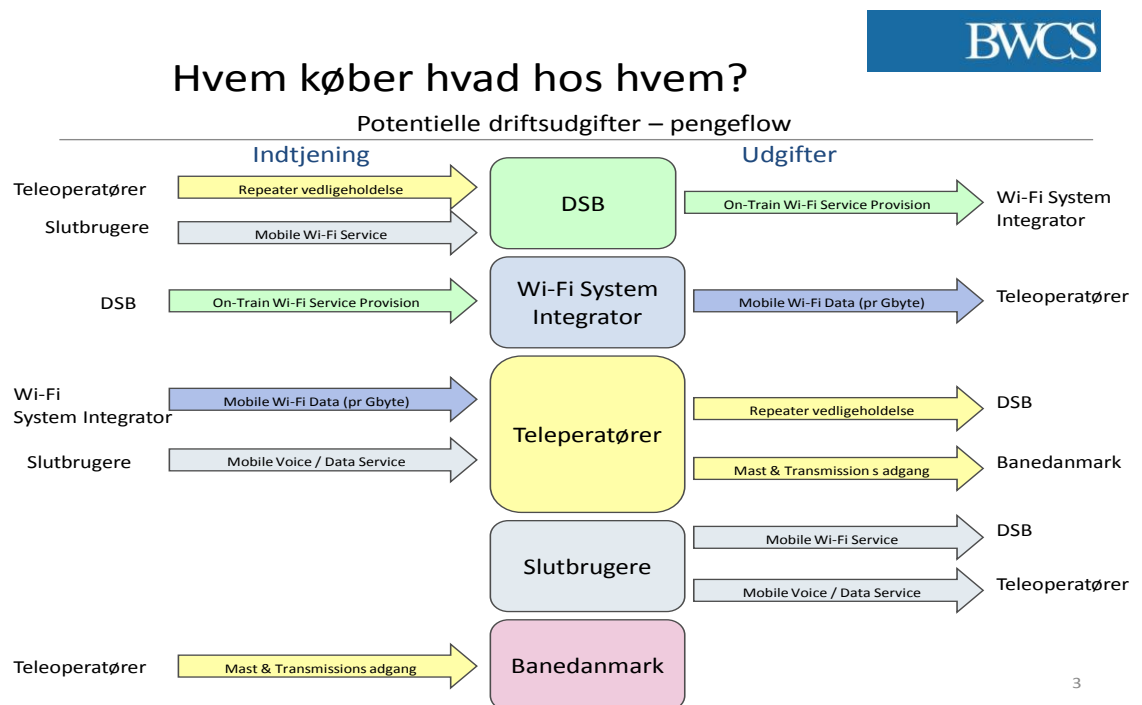 BWCS
Hvem køber hvad hos hvem?
Potentielle driftsudgifter – pengeflow
Indtjening
Udgifter
Teleoperatører
Repeater vedligeholdelse
Slutbrugere
Mobile Wi-Fi Service
DSB
On-Train Wi-Fi Service Provision
Wi-Fi System
Integrator
DSB
On-Train Wi-Fi Service Provision
Wi-Fi System
Integrator
Mobile Wi-Fi Data (pr Gbyte)
Teleoperatører
Wi-Fi
System Integrator
Mobile Wi-Fi Data (pr Gbyte)
Slutbrugere
Mobile Voice / Data Service
Teleperatører
Repeater vedligeholdelse
DSB
Mast & Transmission s adgang
Banedanmark
Slutbrugere
Mobile Wi-Fi Service
DSB
Mobile Voice / Data Service
Teleoperatører
Teleoperatører
Mast & Transmissions adgang
Banedanmark
3